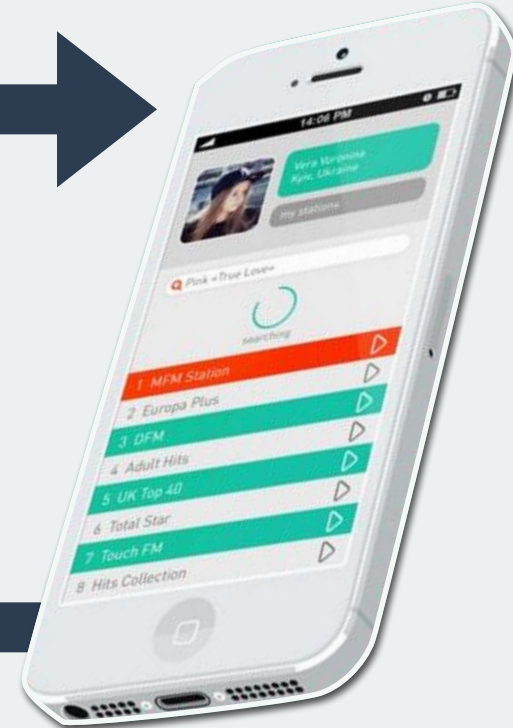 14:06 PM
Vera Voronina
Kyiv, Ukraine
my stations
Pink «True Love»
searching
1 MFM Station
2 Europa Plus
3 DFM
4 Adult Hits
5 UK Top 40
6 Total Star
7 Touch FM
8 Hits Collection